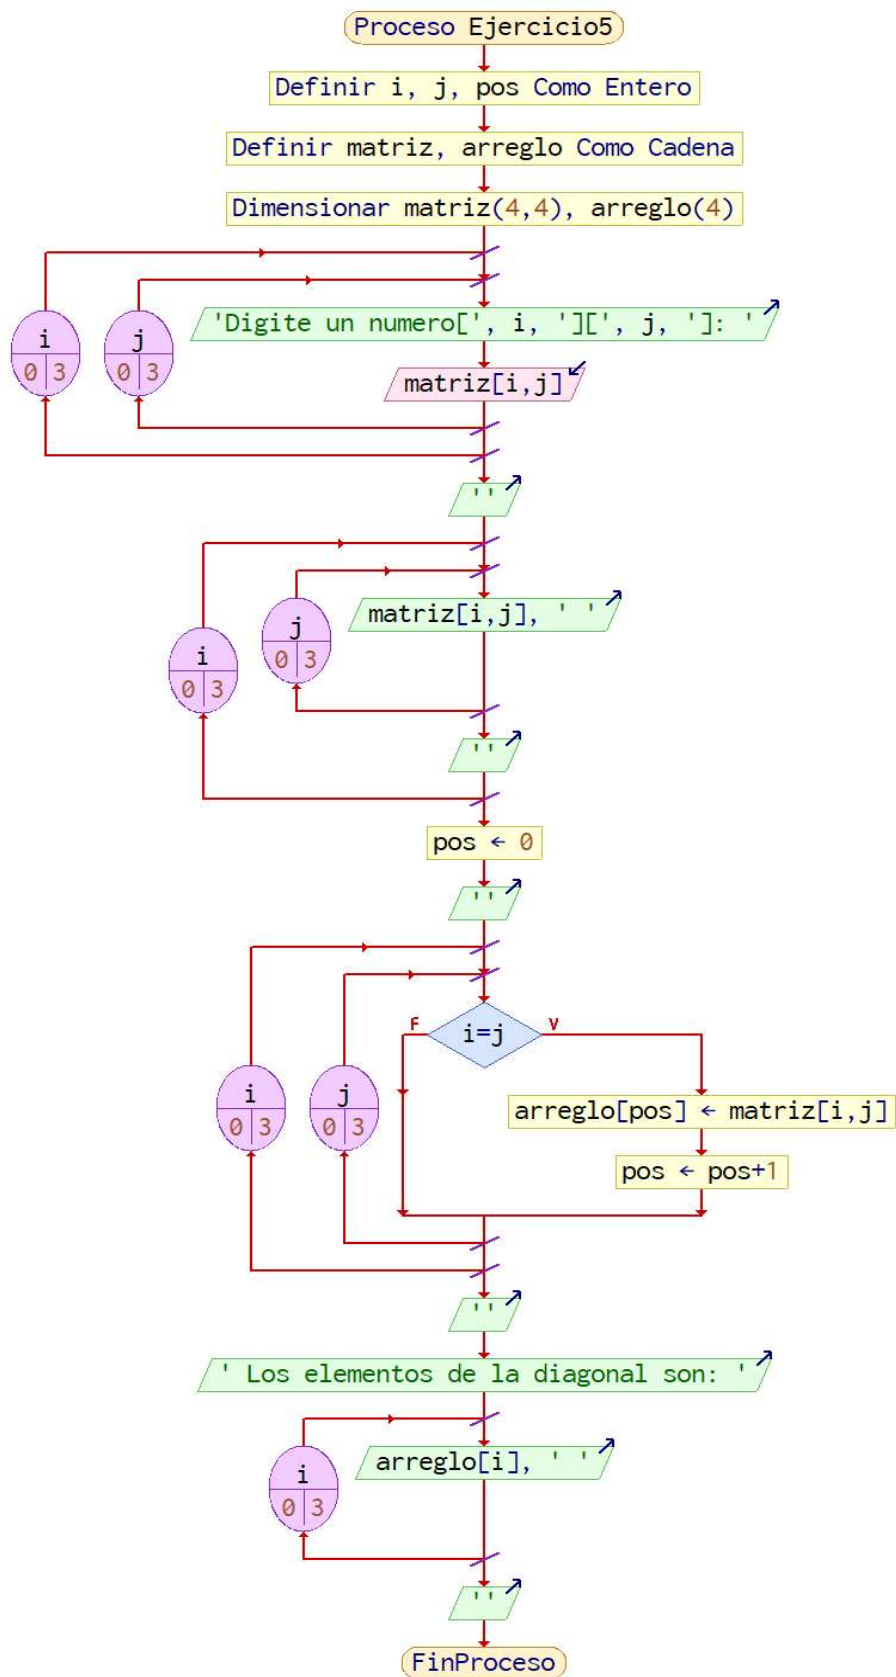 Proceso Ejercicio5
Definir i, j, pos Como Entero
Definir matriz, arreglo Como Cadena
Dimensionar matriz(4,4), arreglo(4)
i
0 3
j
0 3
'Digite un numero[', i, '][', j, ']: '
matriz[i,j]
''
i
0 3
j
0 3
matriz[i,j], ' '
''
pos ← 0
''
i
0 3
j
0 3
F
i=j
V
arreglo[pos] ← matriz[i,j]
pos ← pos+1
''
' Los elementos de la diagonal son: '
i
0 3
arreglo[i], ' '
''
FinProceso